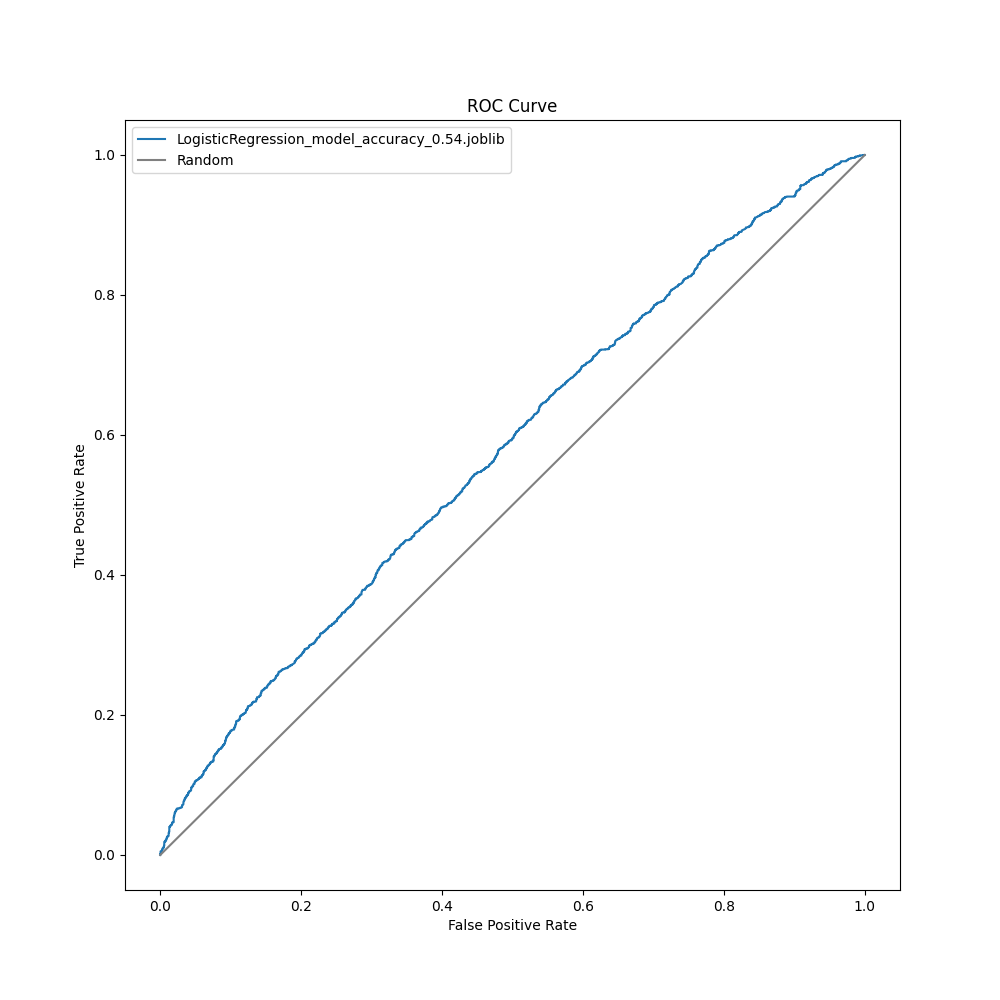 ROC Curve
LogisticRegression_model_accuracy_0.54.joblib
Random
1.0
0.8
0.6
0.4
0.2
0.0
True Positive Rate
0.0 0.2 0.4 0.6 0.8 1.0
False Positive Rate